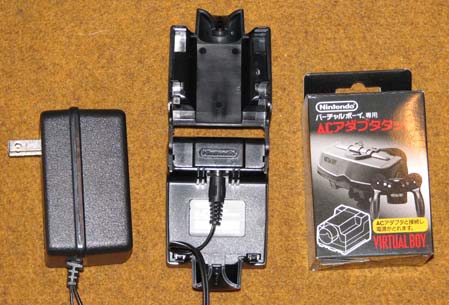 Nintendo
Nintendo
バーチャルボーイ専用
ACアダプタタップ
ACアダプタと接続し
電源がとれます。
VIRTUAL BOY